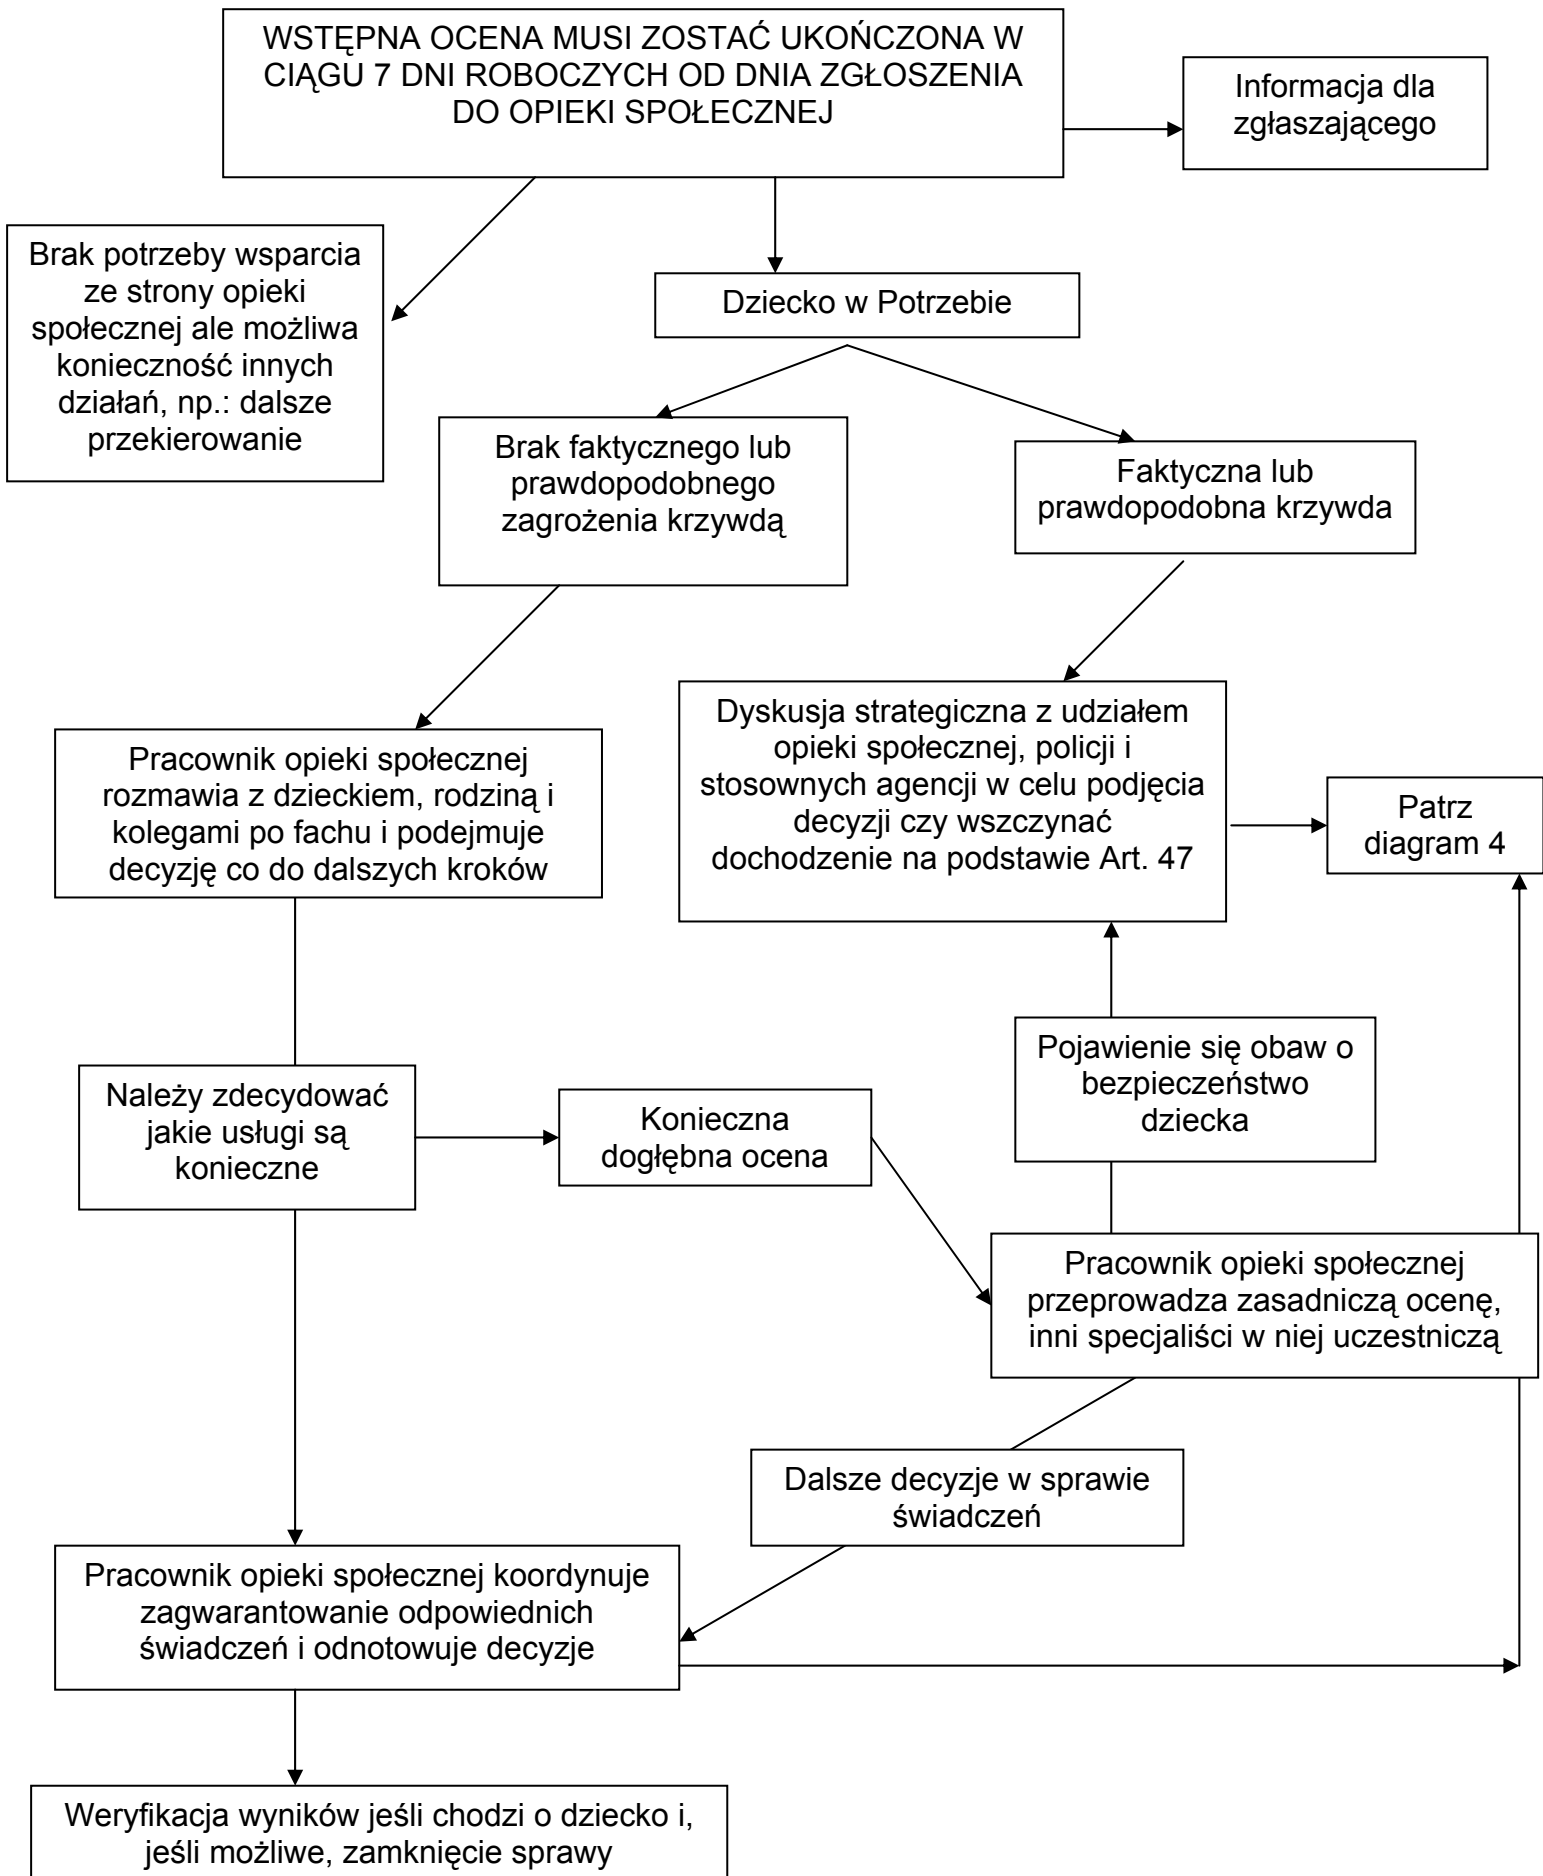 WSTĘPNA OCENA MUSI ZOSTAĆ UKOŃCZONA W
CIĄGU 7 DNI ROBOCZYCH OD DNIA ZGŁOSZENIA
DO OPIEKI SPOŁECZNEJ
Informacja dla
zgłaszającego
Brak potrzeby wsparcia
ze strony opieki
społecznej ale możliwa
konieczność innych
działań, np.: dalsze
przekierowanie
Dziecko w Potrzebie
Brak faktycznego lub
prawdopodobnego
zagrożenia krzywdą
Faktyczna lub
prawdopodobna krzywda
Pracownik opieki społecznej
rozmawia z dzieckiem, rodziną i
kolegami po fachu i podejmuje
decyzję co do dalszych kroków
Dyskusja strategiczna z udziałem
opieki społecznej, policji i
stosownych agencji w celu podjęcia
decyzji czy wszczynać
dochodzenie na podstawie Art. 47
Patrz
diagram 4
Należy zdecydować
jakie usługi są
konieczne
Konieczna
dogłębna ocena
Pojawienie się obaw o
bezpieczeństwo
dziecka
Pracownik opieki społecznej
przeprowadza zasadniczą ocenę,
inni specjaliści w niej uczestniczą
Dalsze decyzje w sprawie
świadczeń
Pracownik opieki społecznej koordynuje
zagwarantowanie odpowiednich
świadczeń i odnotowuje decyzje
Weryfikacja wyników jeśli chodzi o dziecko i,
jeśli możliwe, zamknięcie sprawy